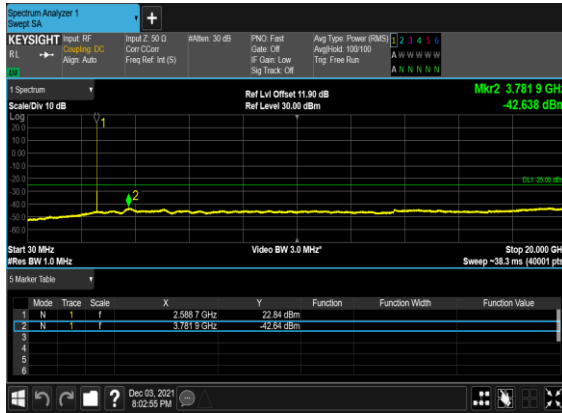 Spectrum Analyzer 1
Swept SA
KEYSIGHT Input: RF Input Z: 50 Ω #Atten: 30 dB PNO: Fast Avg Type: Power (RMS) 1 2 3 4 5 6
RL Coupling: DC Corr CCorr Gate: Off Avg|Hold: 100/100 A W W W W W
Align: Auto Freq Ref: Int (S) IF Gain: Low Trig: Free Run
LXI Sig Track: Off A N N N N N
1 Spectrum Ref Lvl Offset 11.90 dB Mkr2 3.781 9 GHz
Scale/Div 10 dB Ref Level 30.00 dBm -42.638 dBm
Log
20.0
10.0
0.00
-10.0
-20.0
-30.0
-40.0
-50.0
-60.0
1
2
DL1 -25.00 dBm
Start 30 MHz Video BW 3.0 MHz* Stop 20.000 GHz
#Res BW 1.0 MHz Sweep ~38.3 ms (40001 pts)
5 Marker Table
Mode Trace Scale X Y Function Function Width Function Value
1 N 1 f 2.588 7 GHz 22.84 dBm
2 N 1 f 3.781 9 GHz -42.64 dBm
3
4
5
6
? Dec 03, 2021
8:02:55 PM